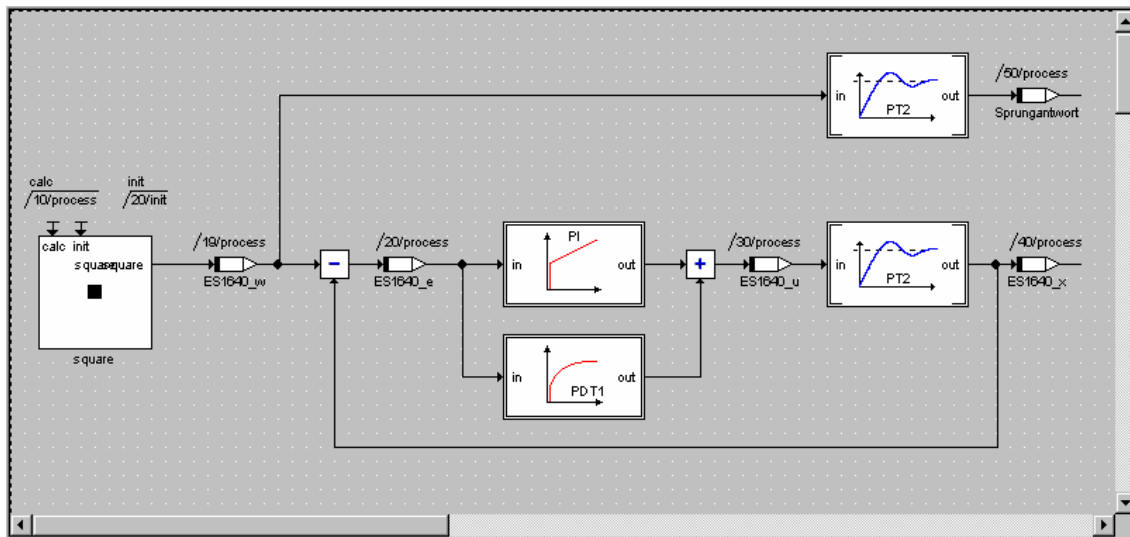 /50/process
in
out
PT2
Sprungantwort
calc
/10/process
init
/20/init
calc init
square square
square
/19/process
ES1640_w
-
/20/process
ES1640_e
PI
in
out
+
/30/process
ES1640_u
in
out
PT2
/40/process
ES1640_x
in
out
PDT1